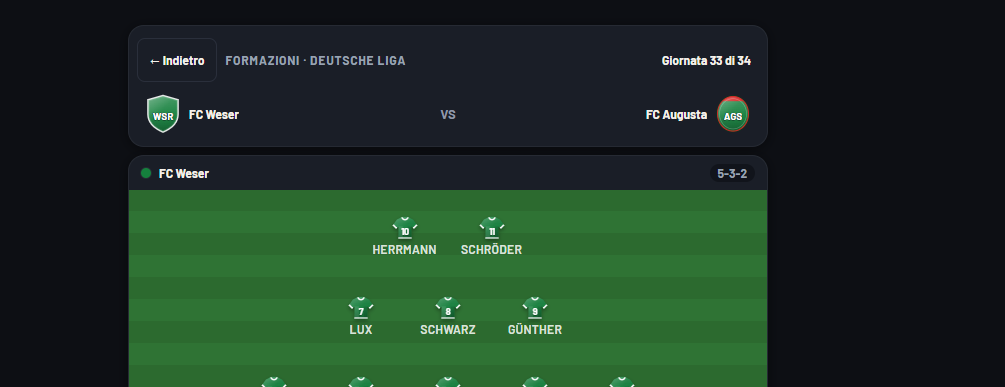 ← Indietro FORMAZIONI · DEUTSCHE LIGA Giornata 33 di 34
WSR FC Weser VS FC Augusta AGS
FC Weser 5-3-2
10 11
HERRMANN SCHRÖDER
7 8 9
LUX SCHWARZ GÜNTHER